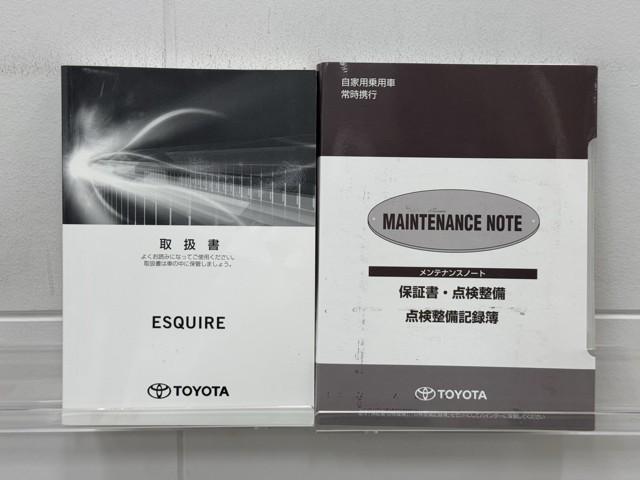 取扱書
よくお読みになってご使用ください。
取扱書は車の中に保管しましょう。
ESQUIRE
TOYOTA
自家用乗用車
常時携行
MAINTENANCE NOTE
メンテナンスノート
保証書・点検整備
点検整備記録簿
TOYOTA